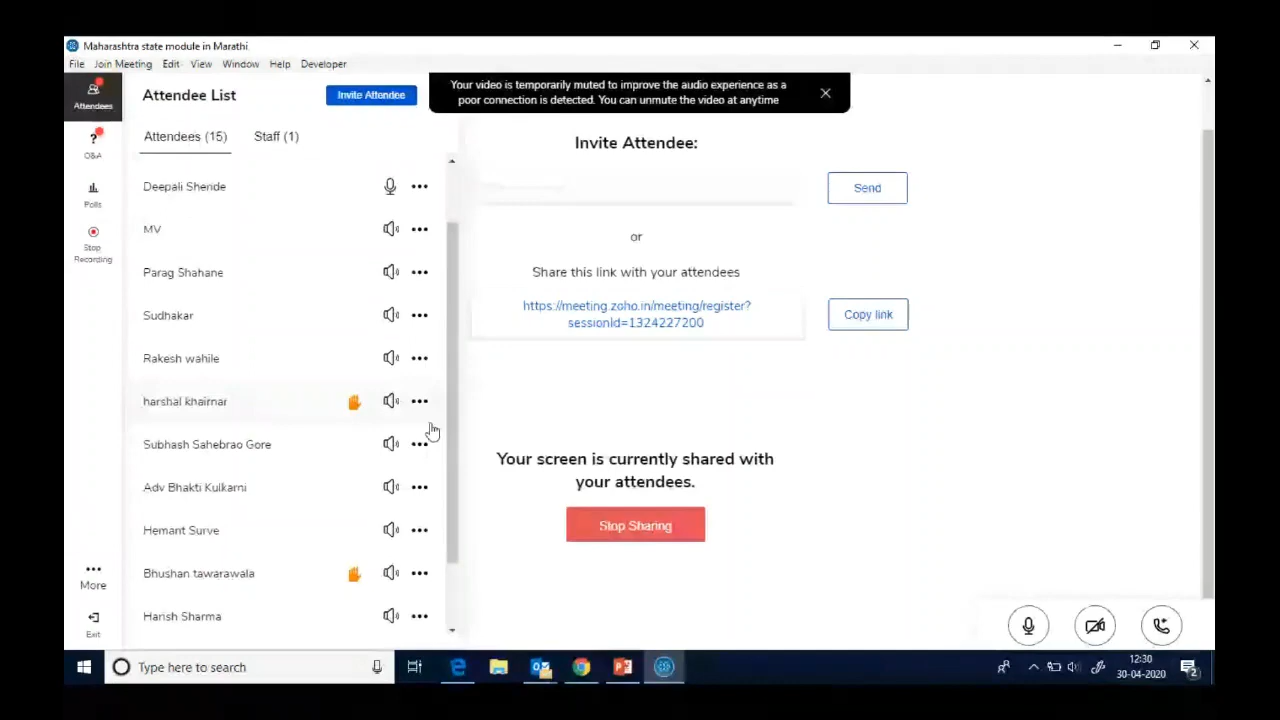 Maharashtra state module in Marathi
File Join Meeting Edit View Window Help Developer
Attendees
Q&A
Polls
Stop
Recording
More
Exit
Attendee List
Invite Attendee
Attendees (15) Staff (1)
Deepali Shende
MV
Parag Shahane
Sudhakar
Rakesh wahile
harshal khairnar
Subhash Sahebrao Gore
Adv Bhakti Kulkarni
Hemant Surve
Bhushan tawarawala
Harish Sharma
Your video is temporarily muted to improve the audio experience as a
poor connection is detected. You can unmute the video at anytime
Invite Attendee:
Send
or
Share this link with your attendees
https://meeting.zoho.in/meeting/register?
sessionId=1324227200
Copy link
Your screen is currently shared with
your attendees.
Stop Sharing
Type here to search
12:30
30-04-2020
2